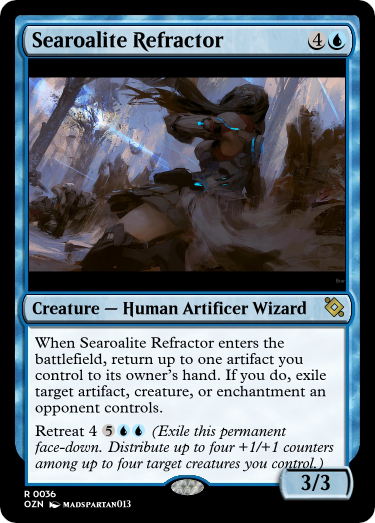 Searoalite Refractor 4
Creature — Human Artificer Wizard
When Searoalite Refractor enters the
battlefield, return up to one artifact you
control to its owner's hand. If you do, exile
target artifact, creature, or enchantment an
opponent controls.
Retreat 4 5 (Exile this permanent
face-down. Distribute up to four +1/+1 counters
among up to four target creatures you control.)
3/3
R 0036
OZN MADSPARTAN013